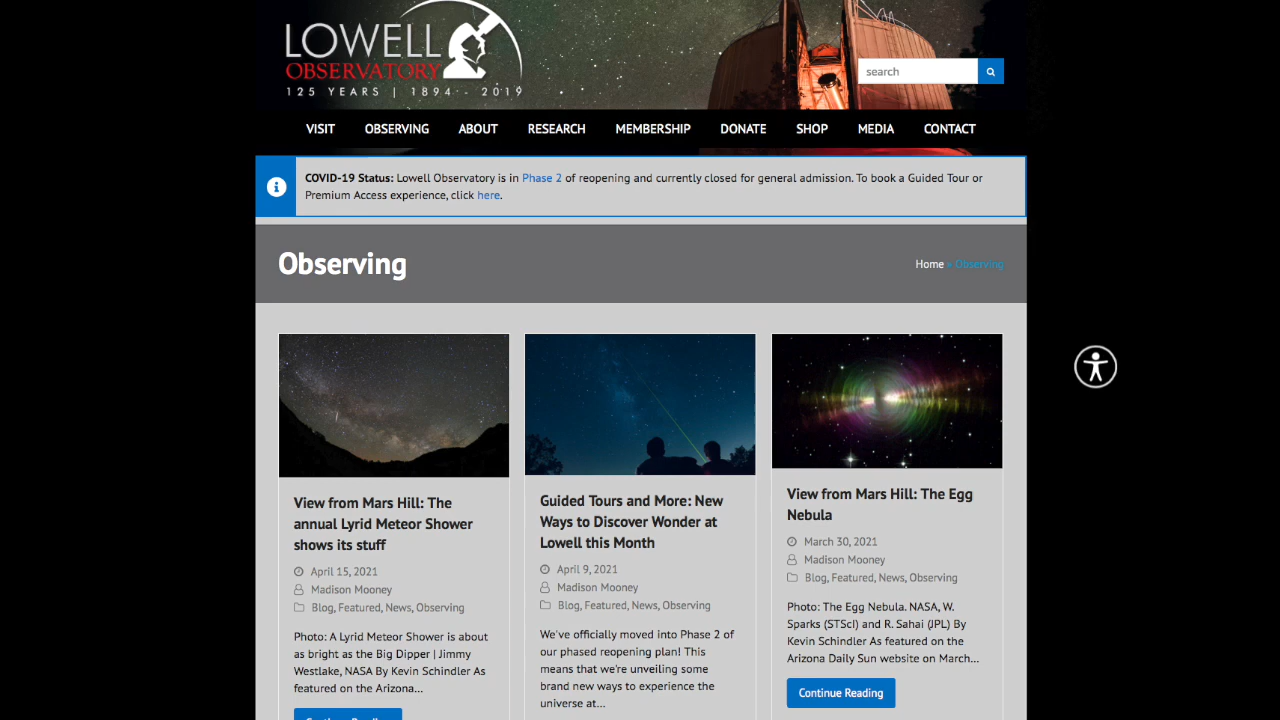 LOWELL
OBSERVATORY
125 YEARS | 1894 - 2019
search
VISIT OBSERVING ABOUT RESEARCH MEMBERSHIP DONATE SHOP MEDIA CONTACT
COVID-19 Status: Lowell Observatory is in Phase 2 of reopening and currently closed for general admission. To book a Guided Tour or
Premium Access experience, click here.
Observing
Home » Observing
View from Mars Hill: The
annual Lyrid Meteor Shower
shows its stuff
April 15, 2021
Madison Mooney
Blog, Featured, News, Observing
Photo: A Lyrid Meteor Shower is about
as bright as the Big Dipper | Jimmy
Westlake, NASA By Kevin Schindler As
featured on the Arizona...
Continue Reading
Guided Tours and More: New
Ways to Discover Wonder at
Lowell this Month
April 9, 2021
Madison Mooney
Blog, Featured, News, Observing
We've officially moved into Phase 2 of
our phased reopening plan! This
means that we're unveiling some
brand new ways to experience the
universe at...
View from Mars Hill: The Egg
Nebula
March 30, 2021
Madison Mooney
Blog, Featured, News, Observing
Photo: The Egg Nebula. NASA, W.
Sparks (STScI) and R. Sahai (JPL) By
Kevin Schindler As featured on the
Arizona Daily Sun website on March...
Continue Reading